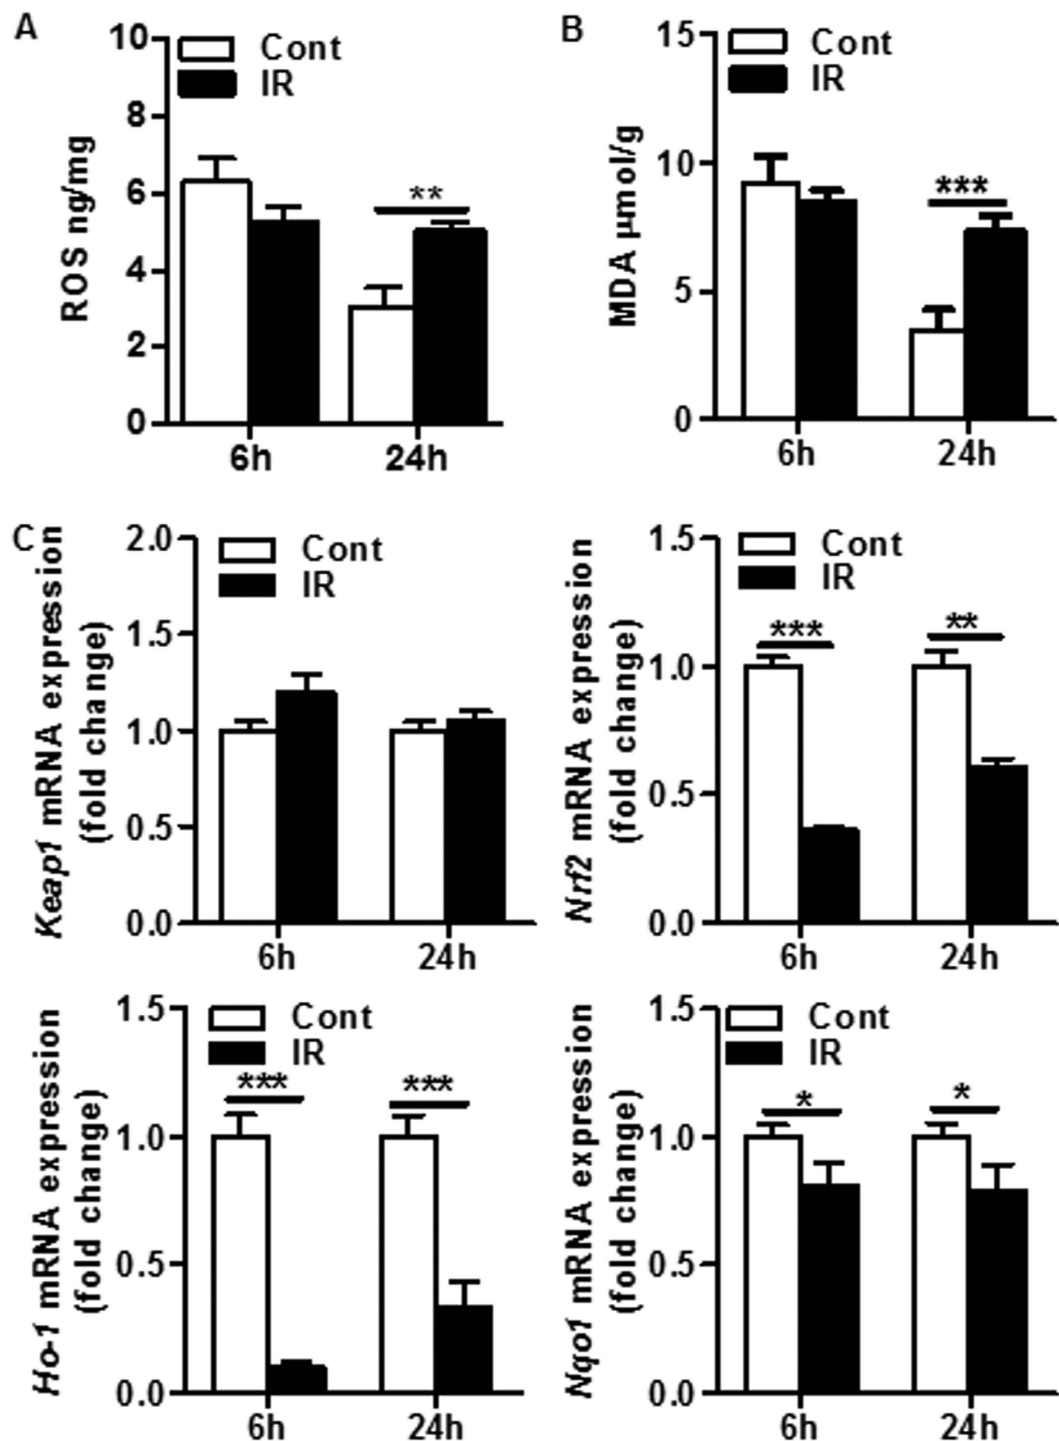 A
10
8
6
4
2
0
ROS ng/mg
Cont
IR
**
6h
24h
B
15
10
5
0
MDA μmol/g
Cont
IR
***
6h
24h
C
2.0
1.5
1.0
0.5
0.0
Keap1 mRNA expression
(fold change)
Cont
IR
6h
24h
1.5
1.0
0.5
0.0
Nrf2 mRNA expression
(fold change)
Cont
IR
***
**
6h
24h
1.5
1.0
0.5
0.0
Ho-1 mRNA expression
(fold change)
Cont
IR
***
***
6h
24h
1.5
1.0
0.5
0.0
Nqo1 mRNA expression
(fold change)
Cont
IR
*
*
6h
24h